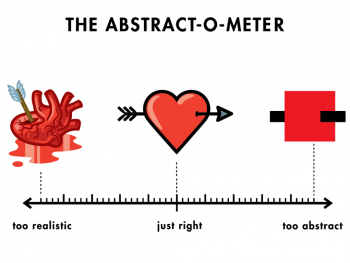 THE ABSTRACT-O-METER
too realistic
just right
too abstract